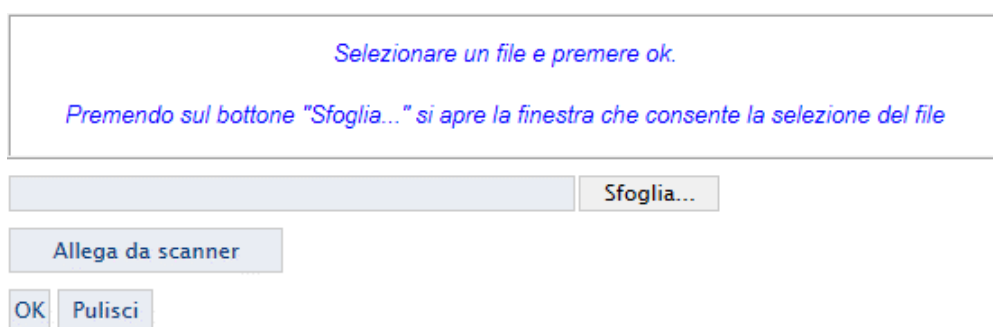 Selezionare un file e premere ok.
Premendo sul bottone "Sfoglia..." si apre la finestra che consente la selezione del file
Sfoglia...
Allega da scanner
OK Pulisci